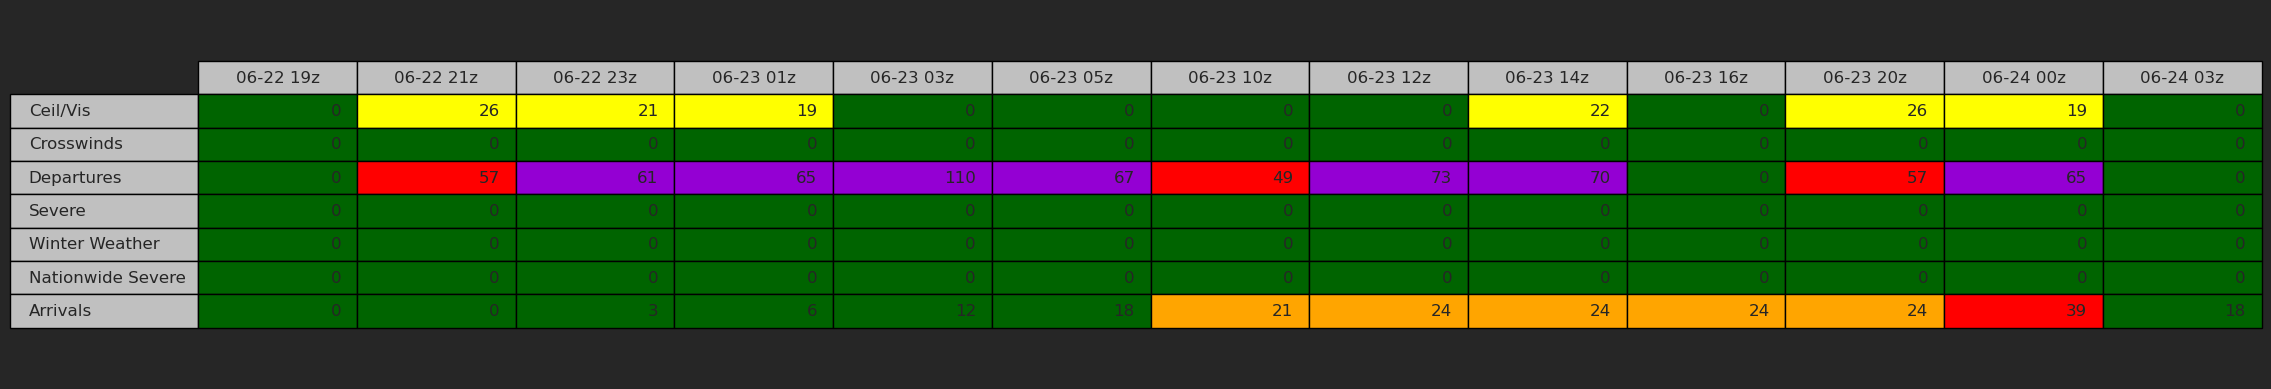 06-22 19z 06-22 21z 06-22 23z 06-23 01z 06-23 03z 06-23 05z 06-23 10z 06-23 12z 06-23 14z 06-23 16z 06-23 20z 06-24 00z 06-24 03z
Ceil/Vis 0 26 21 19 0 0 0 0 22 0 26 19 0
Crosswinds 0 0 0 0 0 0 0 0 0 0 0 0 0
Departures 0 57 61 65 110 67 49 73 70 0 57 65 0
Severe 0 0 0 0 0 0 0 0 0 0 0 0 0
Winter Weather 0 0 0 0 0 0 0 0 0 0 0 0 0
Nationwide Severe 0 0 0 0 0 0 0 0 0 0 0 0 0
Arrivals 0 0 3 6 12 18 21 24 24 24 24 39 18